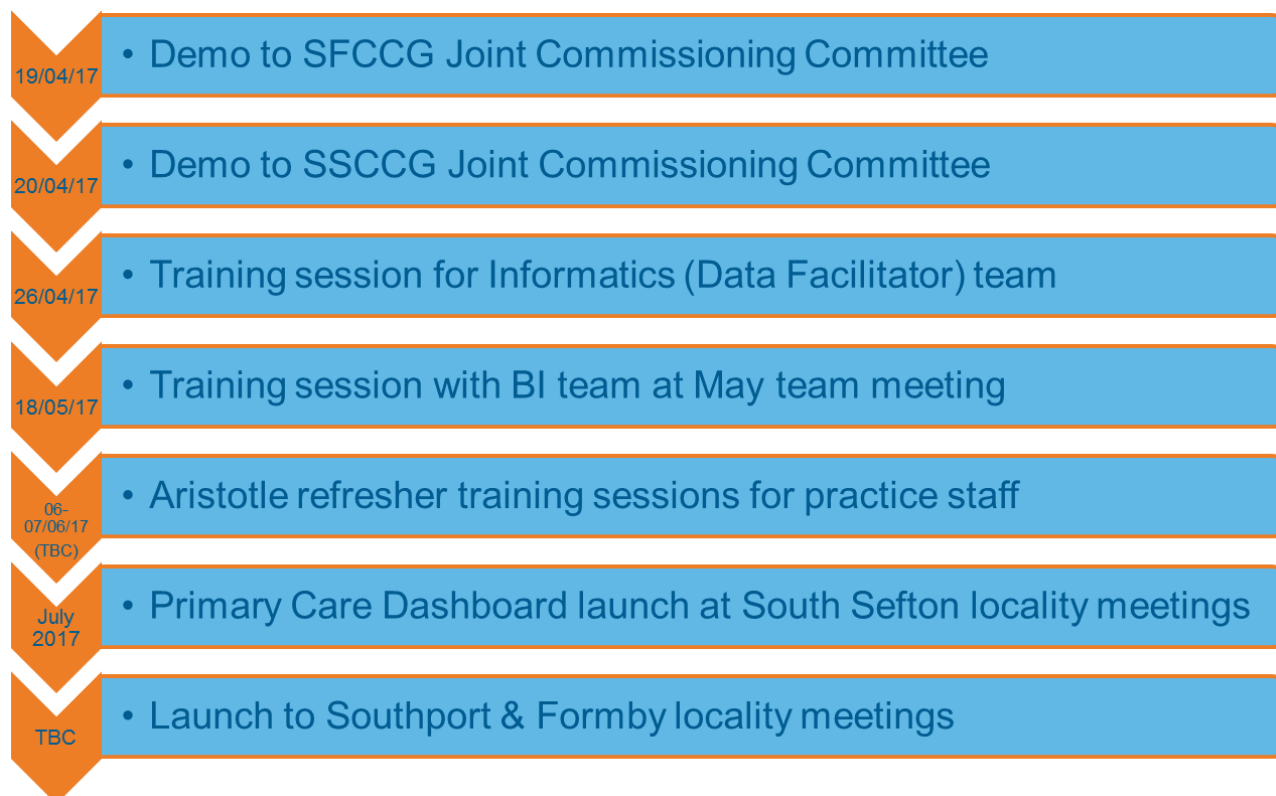 19/04/17
• Demo to SFCCG Joint Commissioning Committee
20/04/17
• Demo to SSCCG Joint Commissioning Committee
26/04/17
• Training session for Informatics (Data Facilitator) team
18/05/17
• Training session with BI team at May team meeting
06-
07/06/17
(TBC)
• Aristotle refresher training sessions for practice staff
July
2017
• Primary Care Dashboard launch at South Sefton locality meetings
TBC
• Launch to Southport & Formby locality meetings